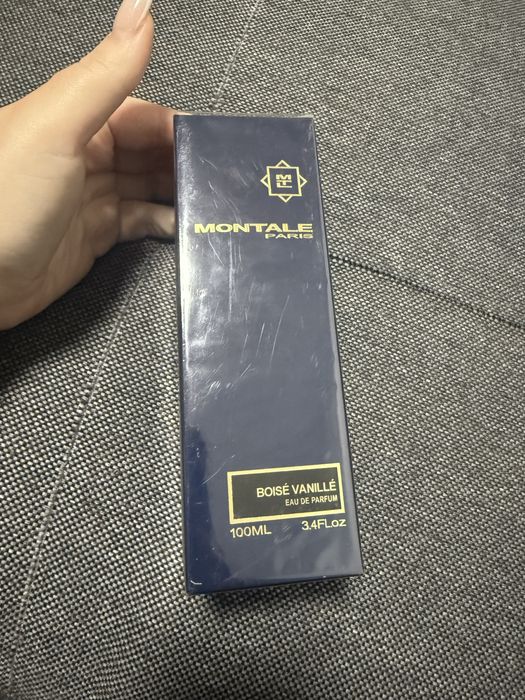 MONTALE
PARIS
BOISÉ VANILLÉ
EAU DE PARFUM
100ML 3.4FLoz